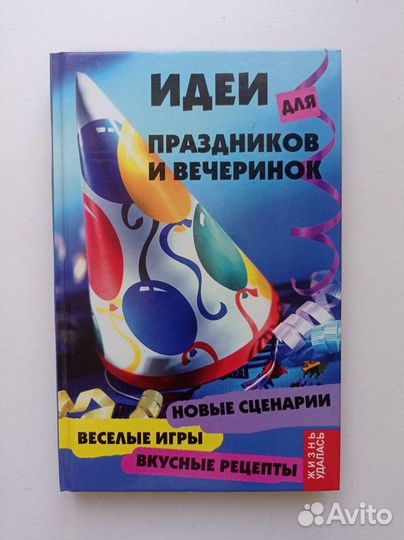 ИДЕИ
для
ПРАЗДНИКОВ
И ВЕЧЕРИНОК
НОВЫЕ СЦЕНАРИИ
ВЕСЕЛЫЕ ИГРЫ
ВКУСНЫЕ РЕЦЕПТЫ
ЖИЗНЬ
УДАЛАСЬ
Avito